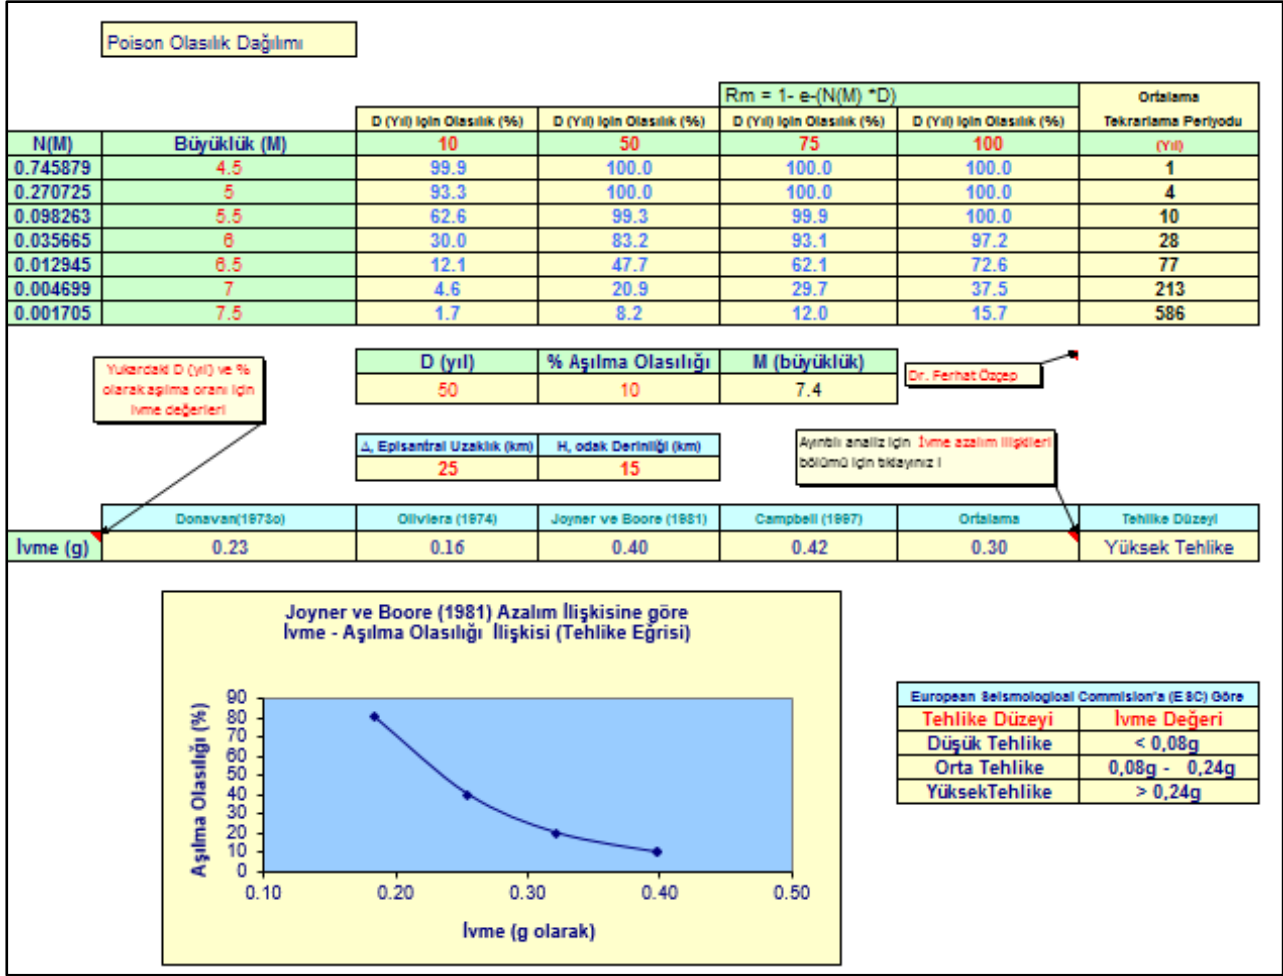 Poison Olasılık Dağılımı
Rm = 1- e-(N(M) *D)
Ortalama
D (Yıl) için Olasılık (%) D (Yıl) için Olasılık (%) D (Yıl) için Olasılık (%) D (Yıl) için Olasılık (%) Tekrarlama Periyodu
N(M) Büyüklük (M) 10 50 75 100 (Yıl)
0.745879 4.5 99.9 100.0 100.0 100.0 1
0.270725 5 93.3 100.0 100.0 100.0 4
0.098263 5.5 62.6 99.3 99.9 100.0 10
0.035665 6 30.0 83.2 93.1 97.2 28
0.012945 6.5 12.1 47.7 62.1 72.6 77
0.004699 7 4.6 20.9 29.7 37.5 213
0.001705 7.5 1.7 8.2 12.0 15.7 586
Yukardaki D (yıl) ve %
olarak aşılma oranı için
ivme değerleri
D (yıl) % Aşılma Olasılığı M (büyüklük)
50 10 7.4
Dr. Ferhat Özçep
Δ, Episantral Uzaklık (km) H, odak Derinliği (km)
25 15
Ayrıntılı analiz için İvme azalım ilişkileri
bölümü için tıklayınız !
Donavan(1973o) Oliviera (1974) Joyner ve Boore (1981) Campbell (1997) Ortalama Tehlike Düzeyi
İvme (g) 0.23 0.16 0.40 0.42 0.30 Yüksek Tehlike
Joyner ve Boore (1981) Azalım İlişkisine göre
İvme - Aşılma Olasılığı İlişkisi (Tehlike Eğrisi)
Aşılma Olasılığı (%)
90
80
70
60
50
40
30
20
10
0
0.10 0.20 0.30 0.40 0.50
İvme (g olarak)
European Seismological Commision'a (ESC) Göre
Tehlike Düzeyi İvme Değeri
Düşük Tehlike < 0,08g
Orta Tehlike 0,08g - 0,24g
YüksekTehlike > 0,24g